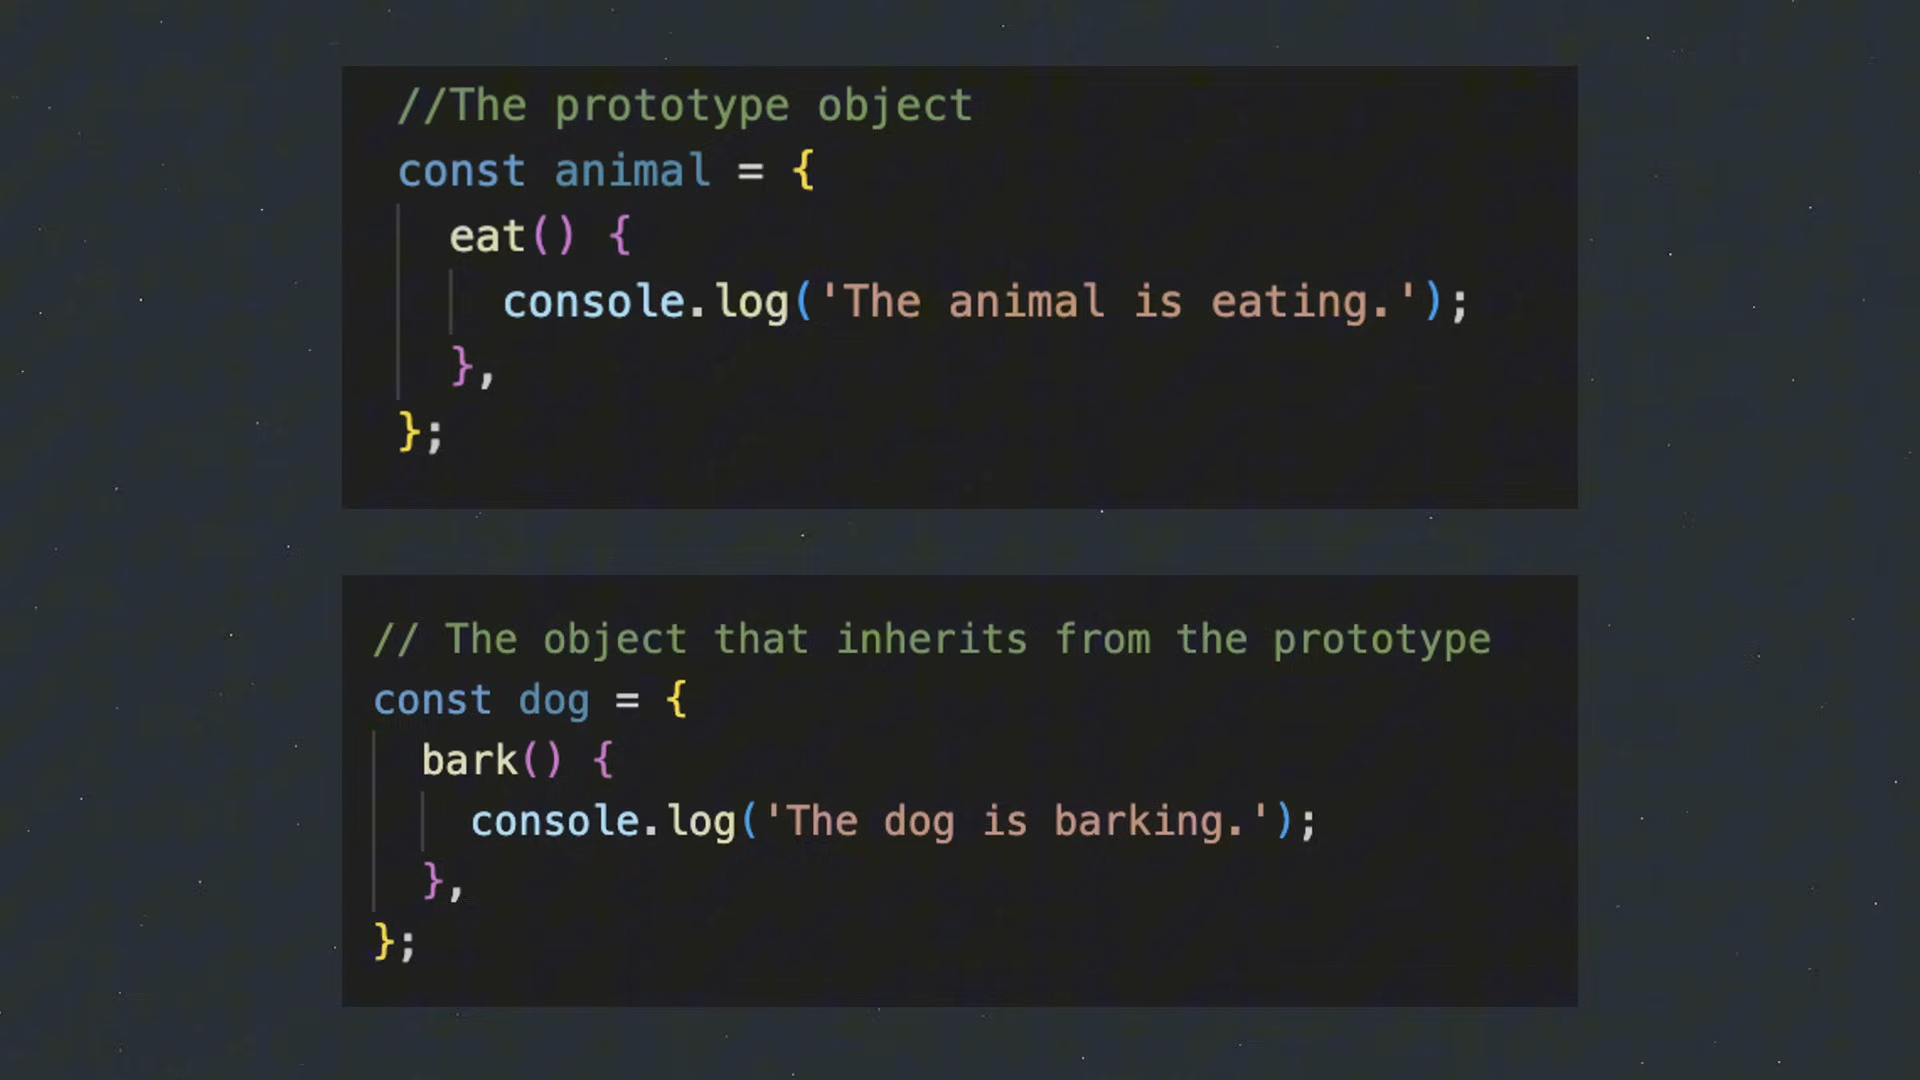 //The prototype object
const animal = {
eat() {
console.log('The animal is eating.');
},
};
// The object that inherits from the prototype
const dog = {
bark() {
console.log('The dog is barking.');
},
};